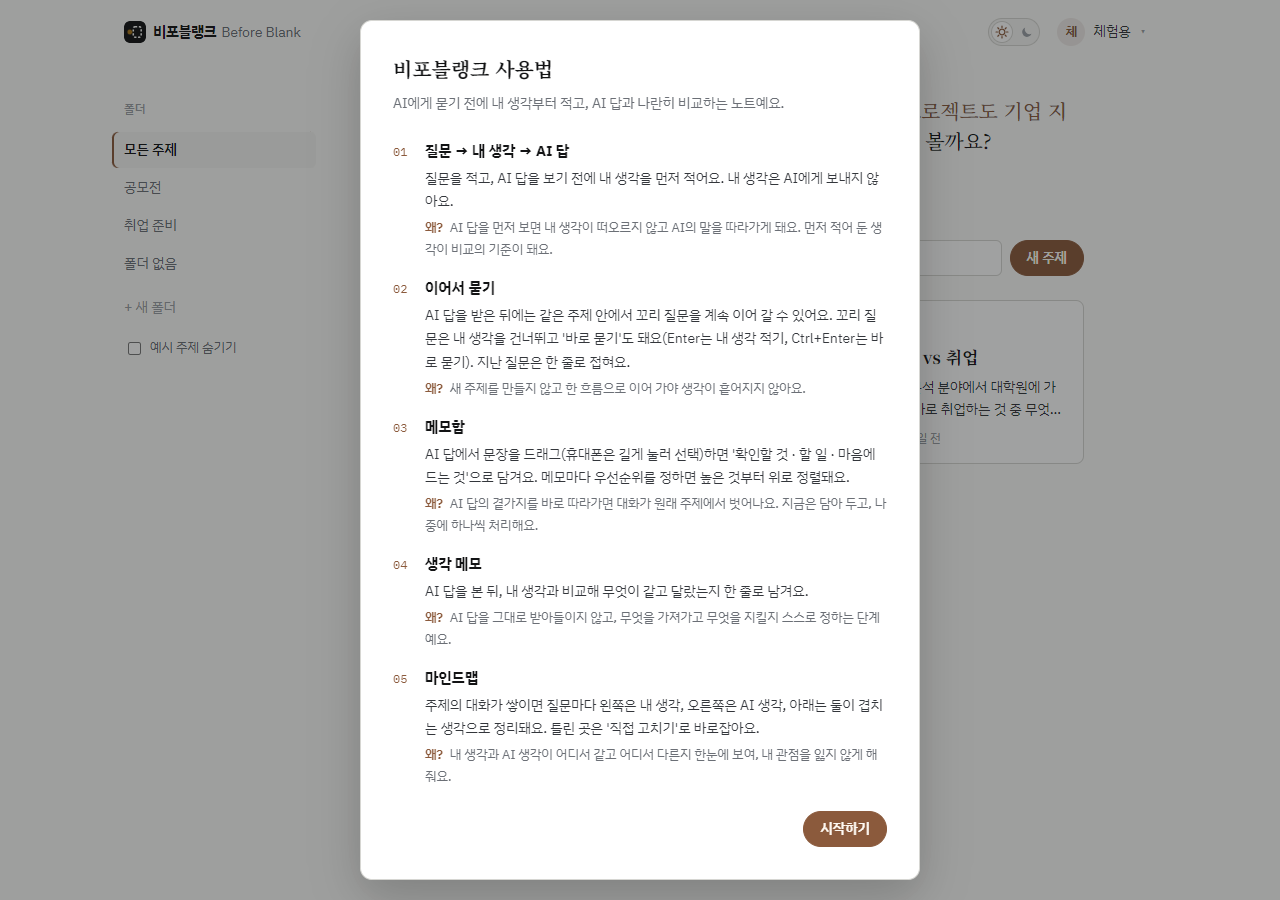 비포블랭크 Before Blank
체 체험용
폴더
모든 주제
공모전
취업 준비
폴더 없음
+ 새 폴더
예시 주제 숨기기
비포블랭크 사용법
AI에게 묻기 전에 내 생각부터 적고, AI 답과 나란히 비교하는 노트예요.
01 질문 → 내 생각 → AI 답
질문을 적고, AI 답을 보기 전에 내 생각을 먼저 적어요. 내 생각은 AI에게 보내지 않
아요.
왜? AI 답을 먼저 보면 내 생각이 떠오르지 않고 AI의 말을 따라가게 돼요. 먼저 적어 둔 생
각이 비교의 기준이 돼요.
02 이어서 묻기
AI 답을 받은 뒤에는 같은 주제 안에서 꼬리 질문을 계속 이어 갈 수 있어요. 꼬리 질
문은 내 생각을 건너뛰고 '바로 묻기'도 돼요(Enter는 내 생각 적기, Ctrl+Enter는 바
로 묻기). 지난 질문은 한 줄로 접혀요.
왜? 새 주제를 만들지 않고 한 흐름으로 이어 가야 생각이 흩어지지 않아요.
03 메모함
AI 답에서 문장을 드래그(휴대폰은 길게 눌러 선택)하면 '확인할 것 · 할 일 · 마음에
드는 것'으로 담겨요. 메모마다 우선순위를 정하면 높은 것부터 위로 정렬돼요.
왜? AI 답의 곁가지를 바로 따라가면 대화가 원래 주제에서 벗어나요. 지금은 담아 두고, 나
중에 하나씩 처리해요.
04 생각 메모
AI 답을 본 뒤, 내 생각과 비교해 무엇이 같고 달랐는지 한 줄로 남겨요.
왜? AI 답을 그대로 받아들이지 않고, 무엇을 가져가고 무엇을 지킬지 스스로 정하는 단계
예요.
05 마인드맵
주제의 대화가 쌓이면 질문마다 왼쪽은 내 생각, 오른쪽은 AI 생각, 아래는 둘이 겹치
는 생각으로 정리돼요. 틀린 곳은 '직접 고치기'로 바로잡아요.
왜? 내 생각과 AI 생각이 어디서 같고 어디서 다른지 한눈에 보여, 내 관점을 잃지 않게 해
줘요.
시작하기
로젝트도 기업 지
볼까요?
새 주제
vs 취업
석 분야에서 대학원에 가
바로 취업하는 것 중 무엇...
일 전